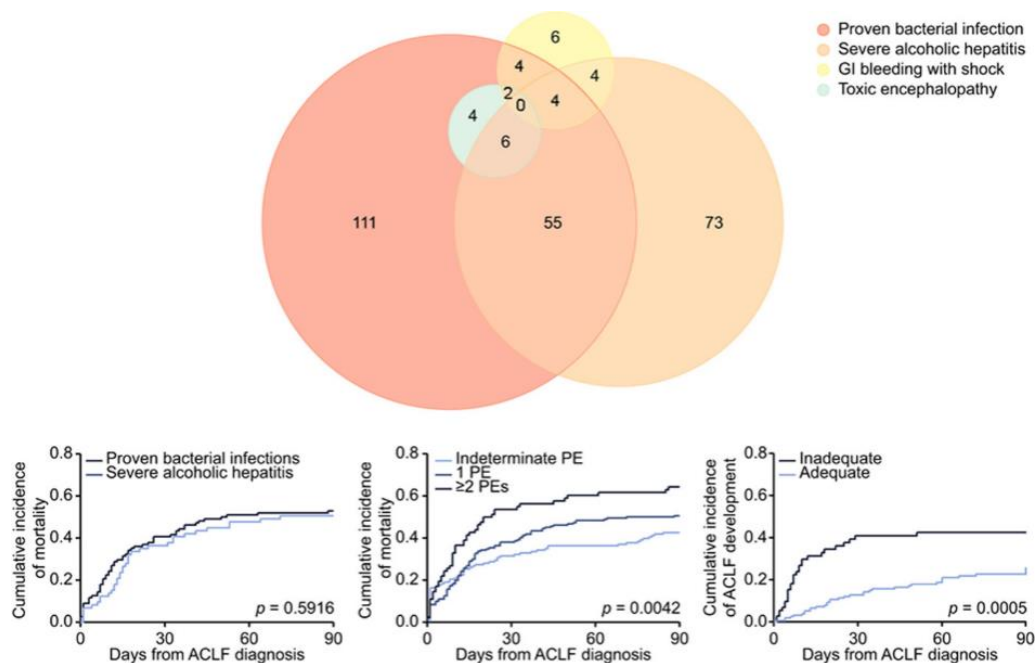 Proven bacterial infection
Severe alcoholic hepatitis
GI bleeding with shock
Toxic encephalopathy
6
4
4
2
0
4
4
6
111
55
73
Cumulative incidence
of mortality
0.8
0.6
0.4
0.2
0
Proven bacterial infections
Severe alcoholic hepatitis
p = 0.5916
0
30
60
90
Days from ACLF diagnosis
Cumulative incidence
of mortality
0.8
0.6
0.4
0.2
0
Indeterminate PE
1 PE
≥2 PEs
p = 0.0042
0
30
60
90
Days from ACLF diagnosis
Cumulative incidence
of ACLF development
0.8
0.6
0.4
0.2
0
Inadequate
Adequate
p = 0.0005
0
30
60
90
Days from ACLF diagnosis